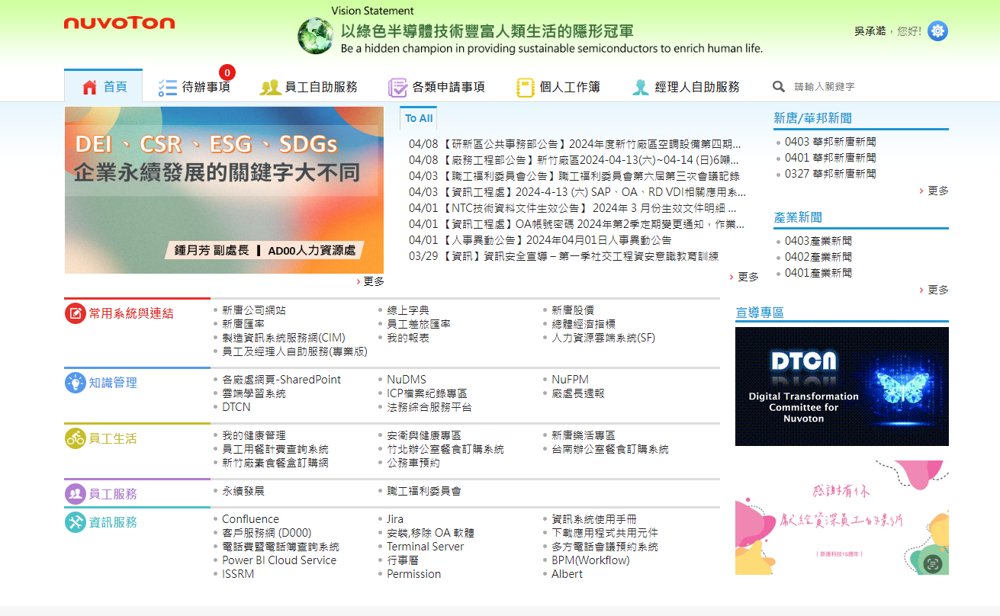 nuvoton
Vision Statement
以綠色半導體技術豐富人類生活的隱形冠軍
Be a hidden champion in providing sustainable semiconductors to enrich human life.
吳承澔，您好!
首頁
待辦事項
0
員工自助服務
各類申請事項
個人工作簿
經理人自助服務
請輸入關鍵字
DEI、CSR、ESG、SDGs
企業永續發展的關鍵字大不同
鍾月芳 副處長 | AD00人力資源處
更多
To All
04/08 【研新區公共事務部公告】2024年度新竹廠區空調設備第四期...
04/08 【廠務工程部公告】新竹廠區2024-04-13(六)~04-14 (日)6噸...
04/03 【職工福利委員會公告】職工福利委員會第六屆第三次會議記錄
04/03 【資訊工程處】2024-4-13 (六) SAP、OA、RD VDI相關應用系...
04/01 【NTC技術資料文件生效公告】 2024年 3 月份生效文件明細 ...
04/01 【資訊工程處】OA帳號密碼 2024年第2季定期變更通知，作業...
04/01 【人事異動公告】2024年04月01日人事異動公告
03/29 【資訊】資訊安全宣導 – 第一季社交工程資安意識教育訓練
更多
新唐/華邦新聞
0403 華邦新唐新聞
0401 華邦新唐新聞
0327 華邦新唐新聞
更多
產業新聞
0403產業新聞
0402產業新聞
0401產業新聞
更多
常用系統與連結
新唐公司網站
線上字典
新唐股價
新唐匯率
員工差旅匯率
總體經濟指標
製造資訊系統服務網(CIM)
我的報表
人力資源雲端系統(SF)
員工及經理人自助服務(專業版)
知識管理
各廠處網頁-SharedPoint
NuDMS
NuFPM
雲端學習系統
ICP檔案紀錄專區
廠處長週報
DTCN
法務綜合服務平台
員工生活
我的健康管理
安衛與健康專區
新唐樂活專區
員工用餐計費查詢系統
竹北辦公室餐食訂購系統
台南辦公室餐食訂購系統
新竹廠素食餐盒訂購網
公務車預約
員工服務
永續發展
職工福利委員會
資訊服務
Confluence
Jira
資訊系統使用手冊
客戶服務網 (D000)
安裝,移除 OA 軟體
下載應用程式共用元件
電話費暨電話簿查詢系統
Terminal Server
多方電話會議預約系統
Power BI Cloud Service
行事曆
BPM(Workflow)
ISSRM
Permission
Albert
宣導專區
DTCN
Digital Transformation
Committee for
Nuvoton
感謝有你
獻給資深員工的影片
| 新唐科技15週年 |